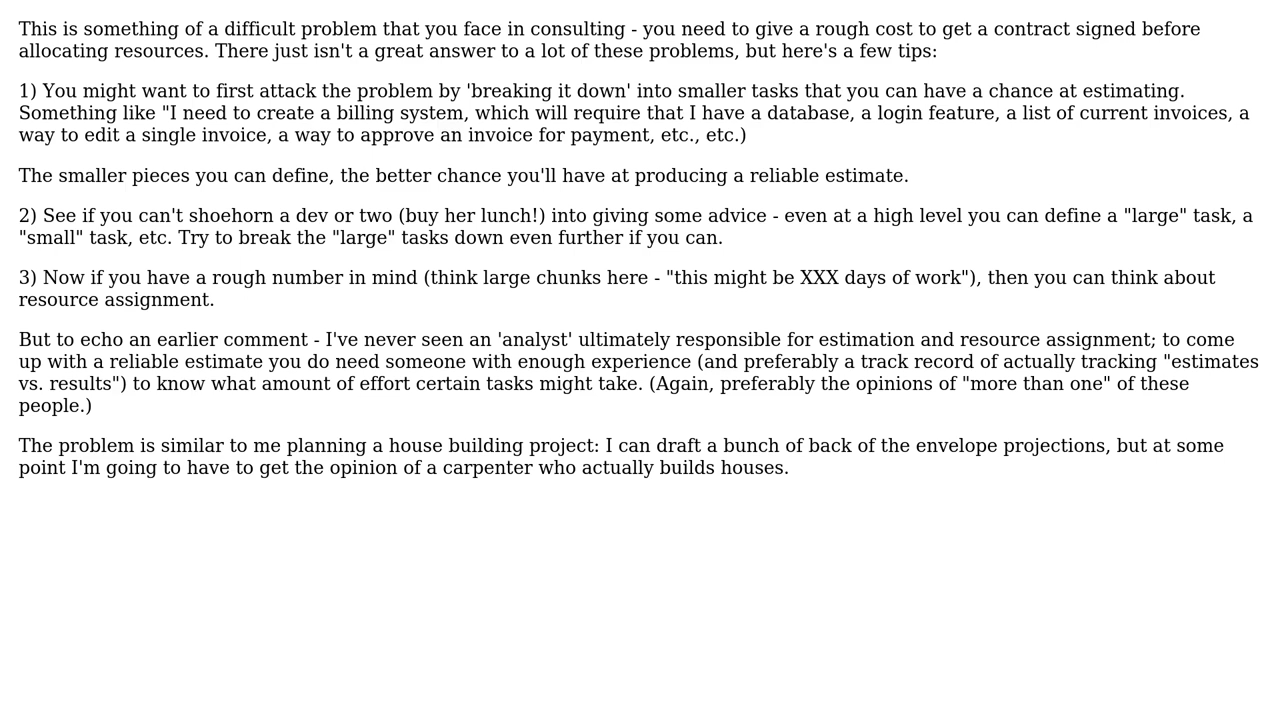 This is something of a difficult problem that you face in consulting - you need to give a rough cost to get a contract signed before
allocating resources. There just isn't a great answer to a lot of these problems, but here's a few tips:
1) You might want to first attack the problem by 'breaking it down' into smaller tasks that you can have a chance at estimating.
Something like "I need to create a billing system, which will require that I have a database, a login feature, a list of current invoices, a
way to edit a single invoice, a way to approve an invoice for payment, etc., etc.)
The smaller pieces you can define, the better chance you'll have at producing a reliable estimate.
2) See if you can't shoehorn a dev or two (buy her lunch!) into giving some advice - even at a high level you can define a "large" task, a
"small" task, etc. Try to break the "large" tasks down even further if you can.
3) Now if you have a rough number in mind (think large chunks here - "this might be XXX days of work"), then you can think about
resource assignment.
But to echo an earlier comment - I've never seen an 'analyst' ultimately responsible for estimation and resource assignment; to come
up with a reliable estimate you do need someone with enough experience (and preferably a track record of actually tracking "estimates
vs. results") to know what amount of effort certain tasks might take. (Again, preferably the opinions of "more than one" of these
people.)
The problem is similar to me planning a house building project: I can draft a bunch of back of the envelope projections, but at some
point I'm going to have to get the opinion of a carpenter who actually builds houses.